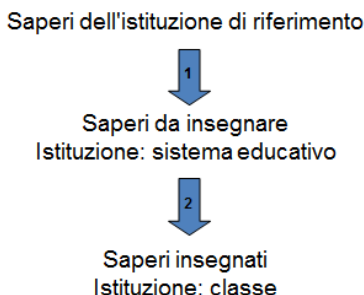 Saperi dell'istituzione di riferimento
1
Saperi da insegnare
Istituzione: sistema educativo
2
Saperi insegnati
Istituzione: classe